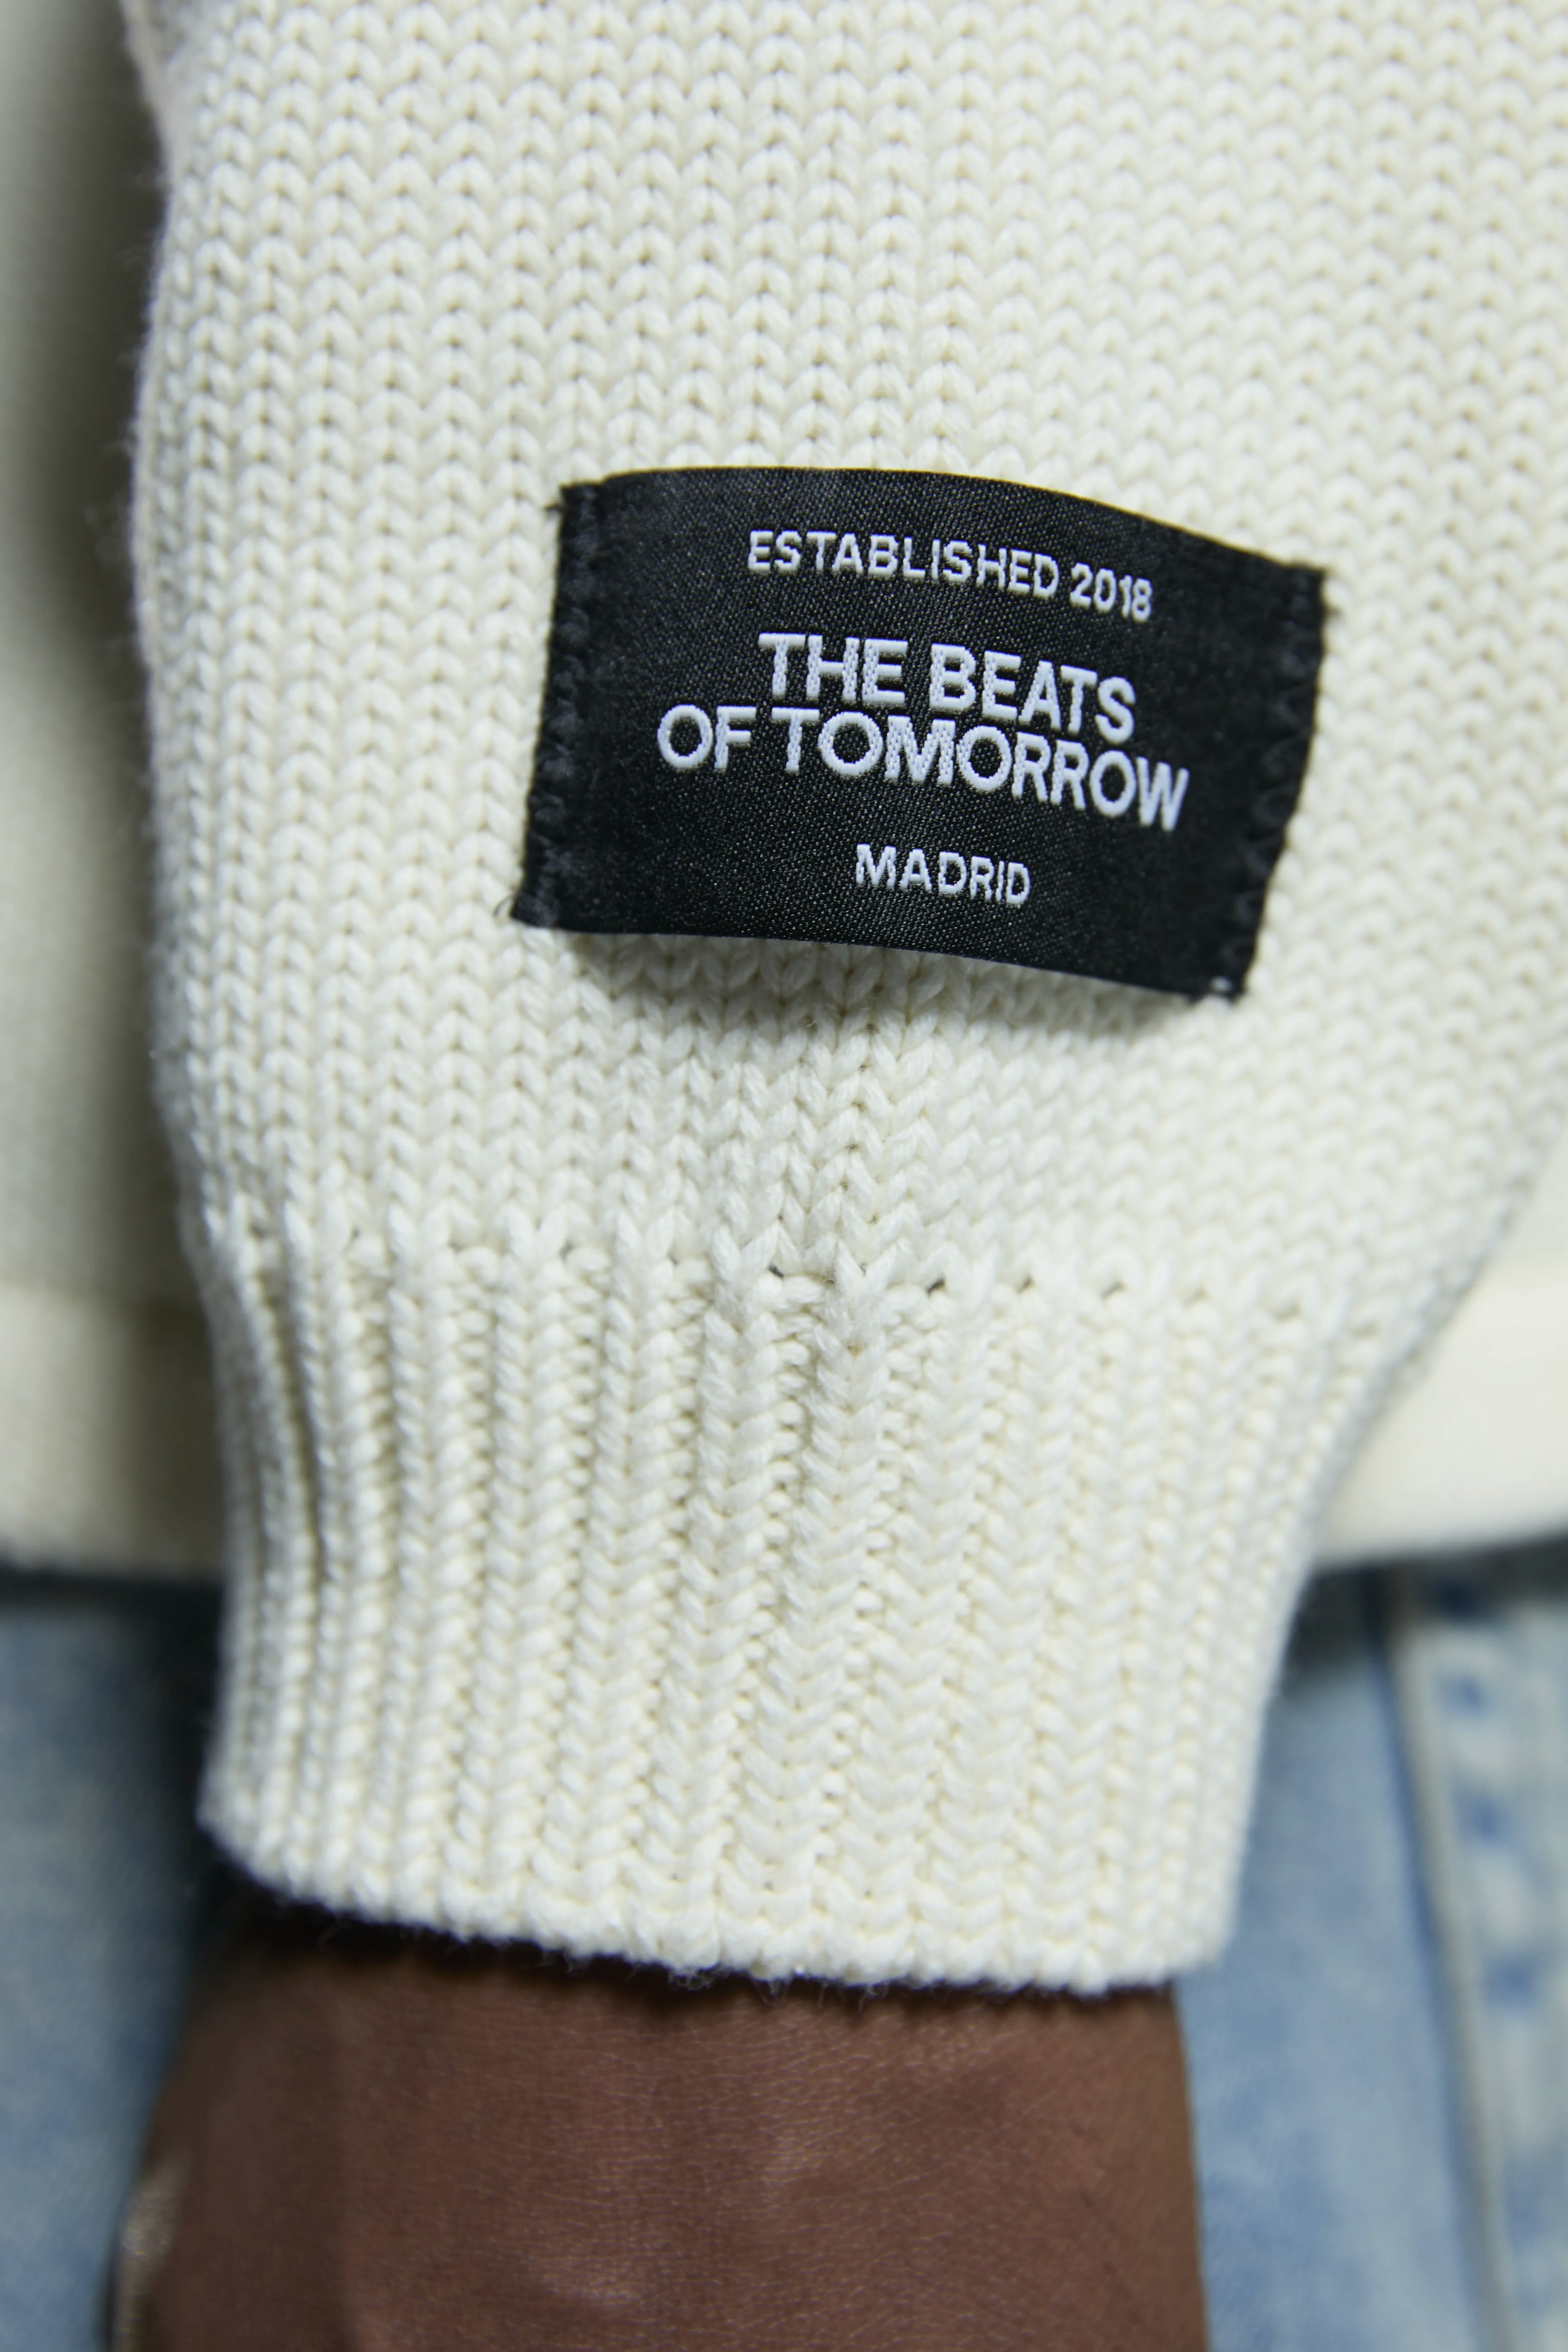 ESTABLISHED 2018
THE BEATS
OF TOMORROW
MADRID